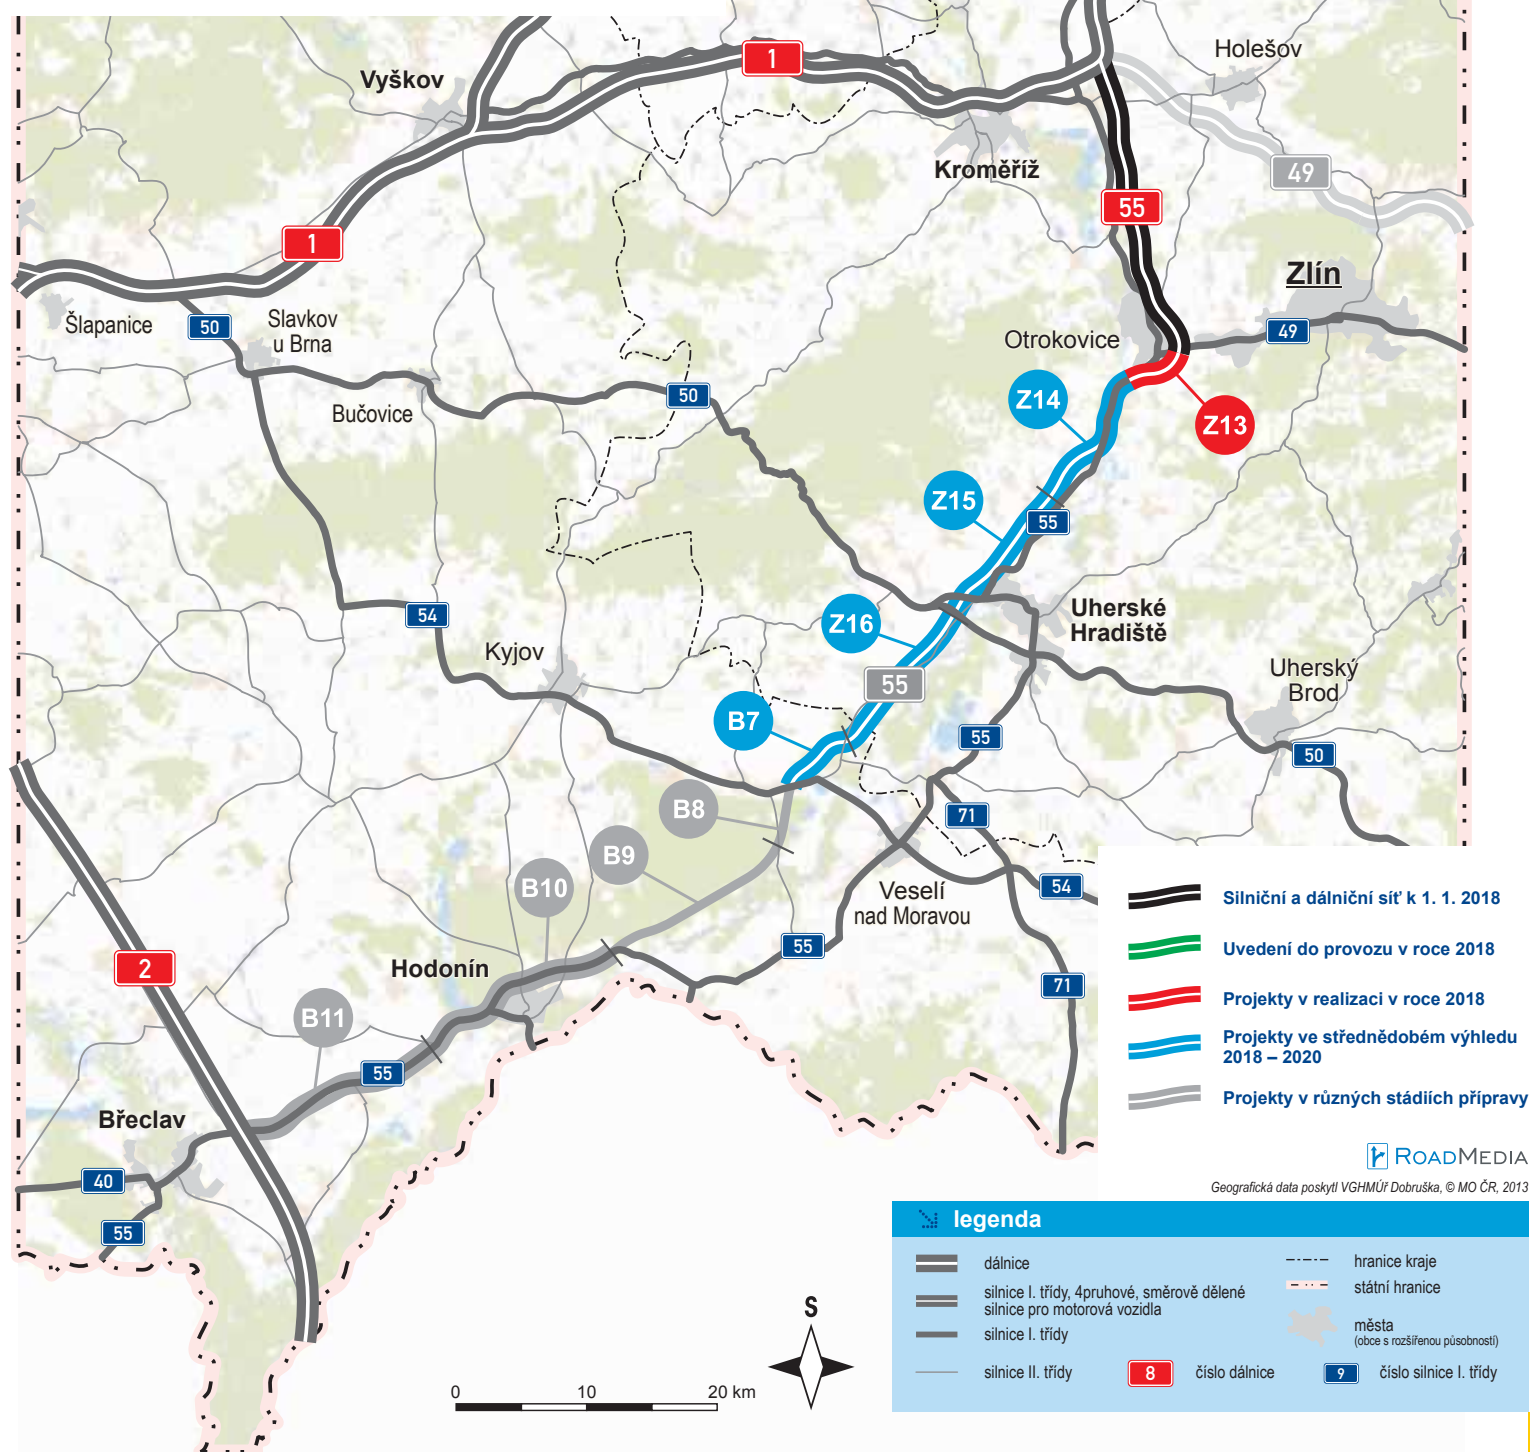 Holešov
1
Vyškov
Kroměříž
49
55
1
Zlín
Šlapanice
50
Slavkov
u Brna
49
Otrokovice
50
Bučovice
Z14
Z13
Z15
55
54
Z16
Uherské
Hradiště
Kyjov
55
Uherský
Brod
B7
55
50
B8
71
B9
B10
54
Veselí
nad Moravou
55
Hodonín
2
71
B11
55
Břeclav
40
55
Silniční a dálniční síť k 1. 1. 2018
Uvedení do provozu v roce 2018
Projekty v realizaci v roce 2018
Projekty ve střednědobém výhledu
2018 – 2020
Projekty v různých stádiích přípravy
ROADMEDIA
Geografická data poskytl VGHMÚř Dobruška, © MO ČR, 2013
legenda
dálnice
silnice I. třídy, 4pruhové, směrově dělené
silnice pro motorová vozidla
silnice I. třídy
silnice II. třídy
8 číslo dálnice
hranice kraje
státní hranice
města
(obce s rozšířenou působností)
9 číslo silnice I. třídy
S
0 10 20 km